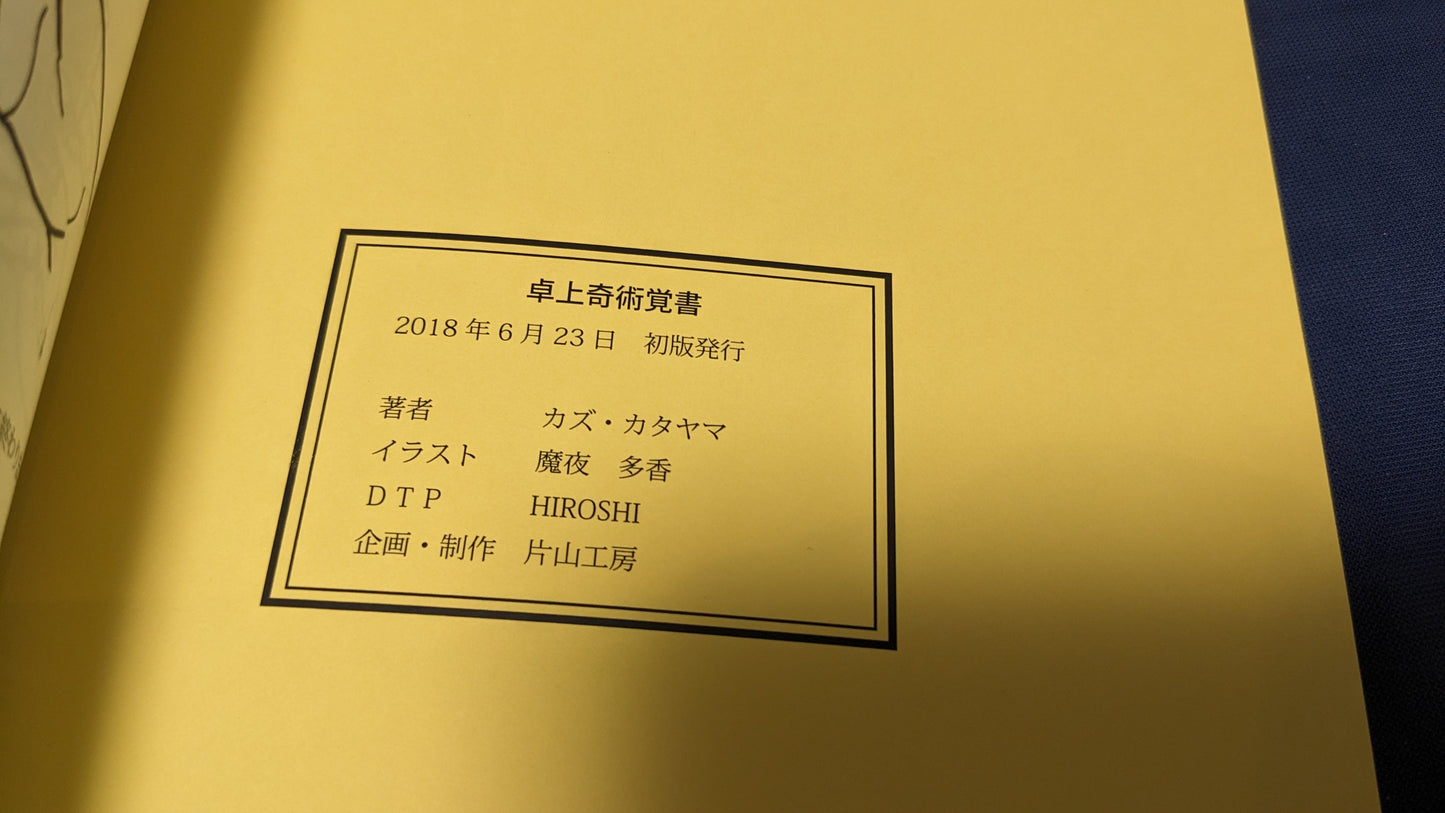 卓上奇術覚書
2018年6月23日　初版発行
著者　カズ・カタヤマ
イラスト　魔夜　多香
ＤＴＰ　HIROSHI
企画・制作　片山工房